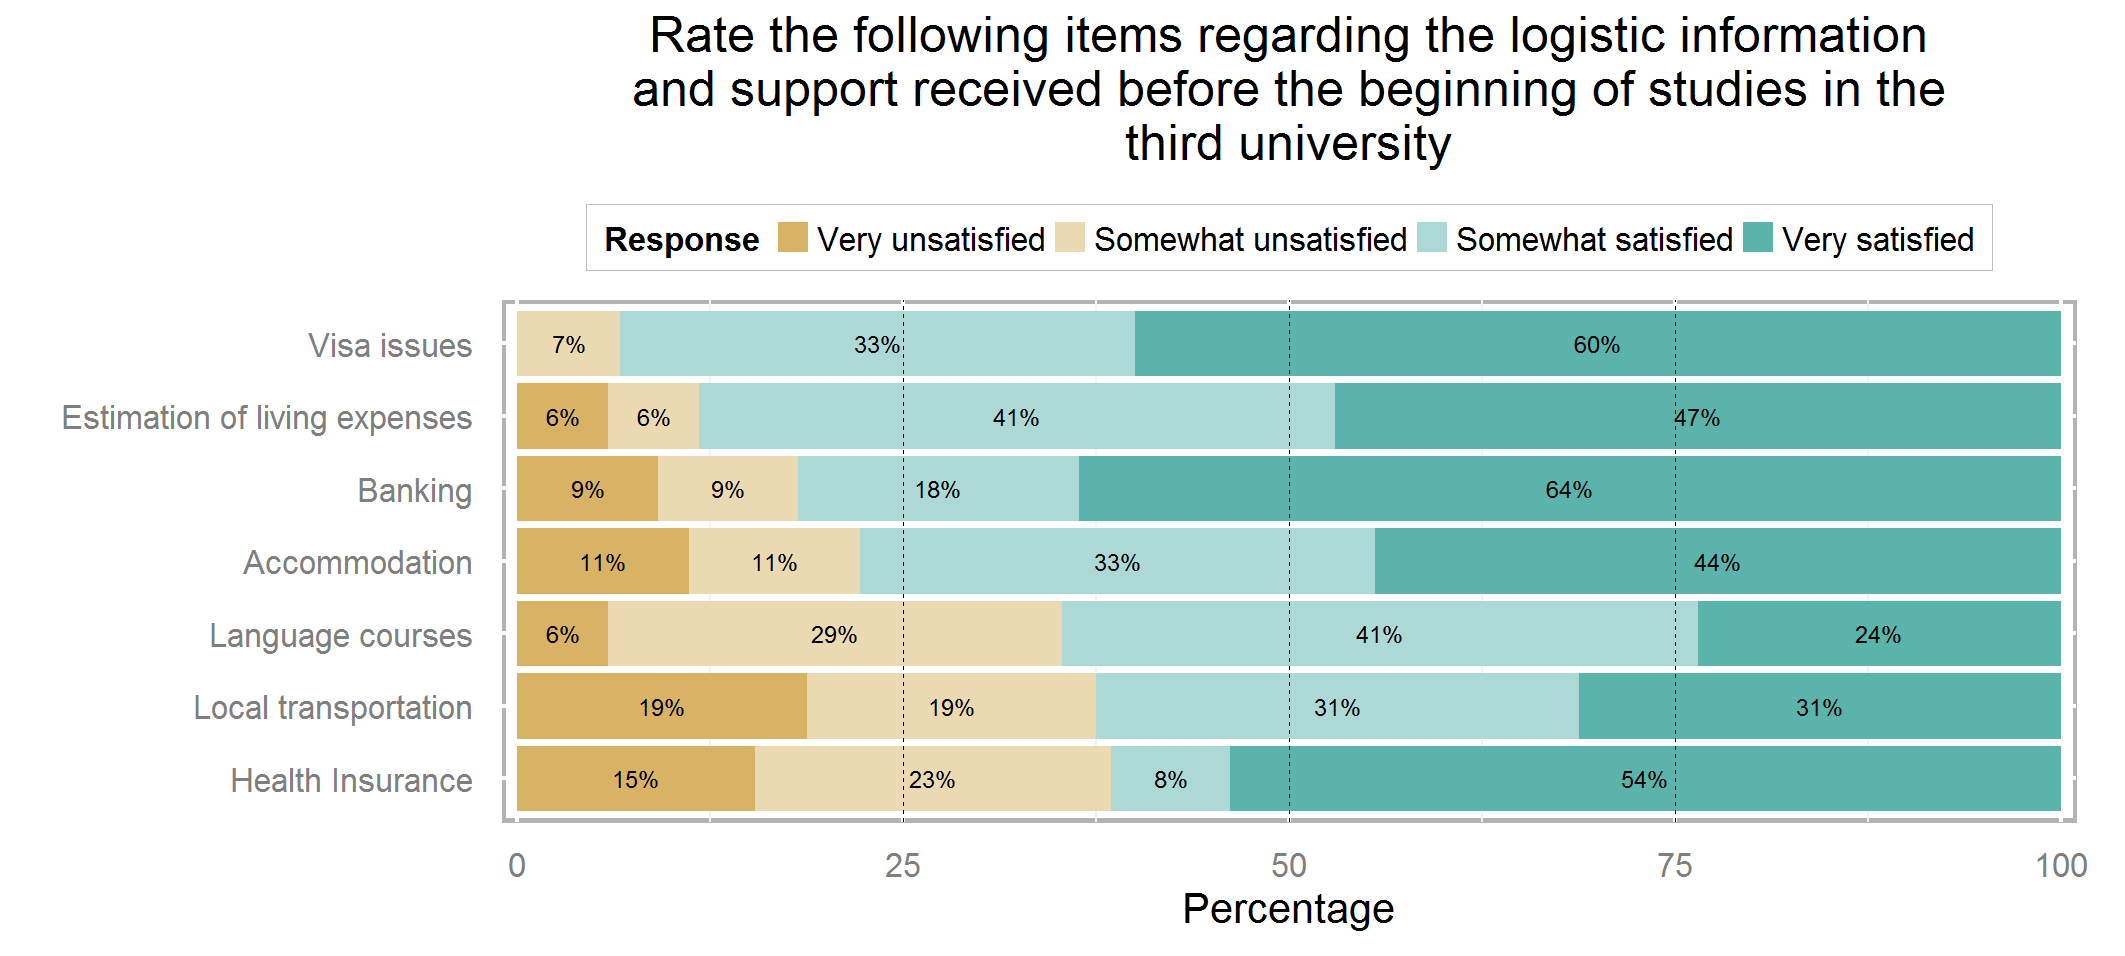 Rate the following items regarding the logistic information
and support received before the beginning of studies in the
third university
Response Very unsatisfied Somewhat unsatisfied Somewhat satisfied Very satisfied
Visa issues 7% 33% 60%
Estimation of living expenses 6% 6% 41% 47%
Banking 9% 9% 18% 64%
Accommodation 11% 11% 33% 44%
Language courses 6% 29% 41% 24%
Local transportation 19% 19% 31% 31%
Health Insurance 15% 23% 8% 54%
0 25 50 75 100
Percentage